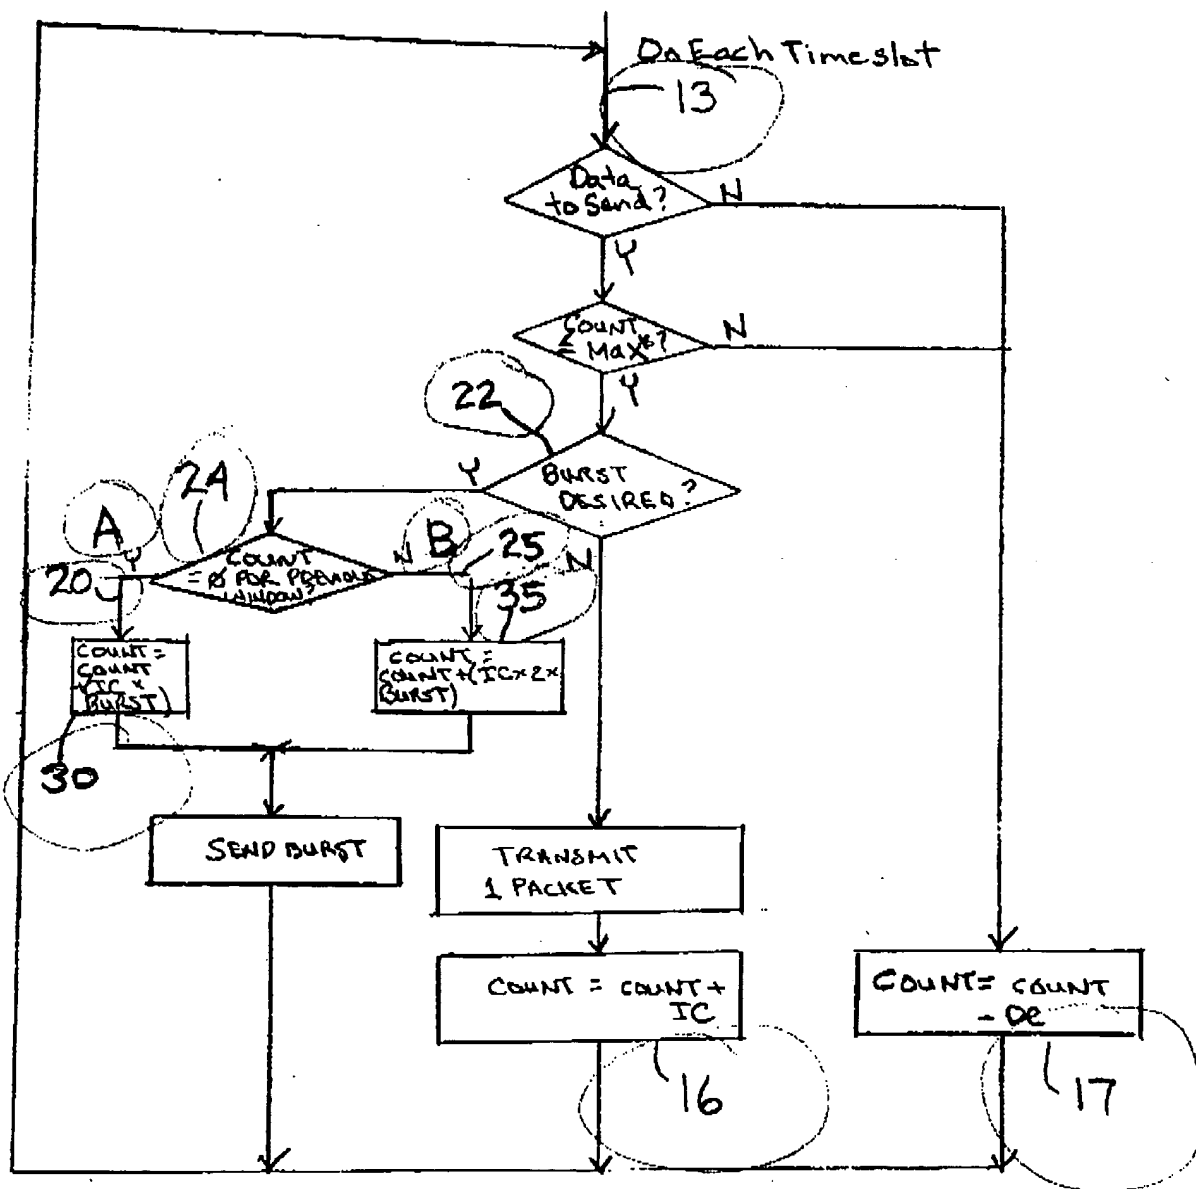 On Each Timeslot
13
Data
to Send?
N
Y
COUNT
≤ MAX*?
N
Y
22
BURST
DESIRED?
Y
N
24
A
Y
COUNT
= Ø FOR PREVIOUS
WINDOW?
N
B
25
20
35
COUNT =
COUNT
+(IC ×
BURST)
COUNT =
COUNT+(IC×2×
BURST)
30
SEND BURST
TRANSMIT
1 PACKET
COUNT = COUNT +
IC
16
COUNT= COUNT
- DC
17